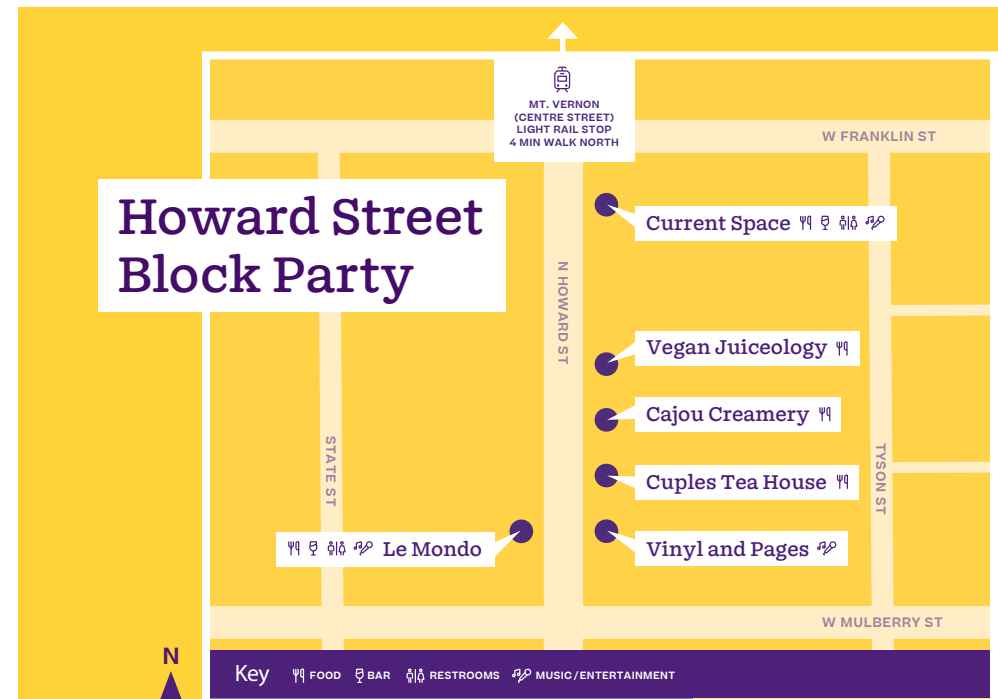 MT. VERNON
(CENTRE STREET)
LIGHT RAIL STOP
4 MIN WALK NORTH
W FRANKLIN ST
Howard Street
Block Party
Current Space
N HOWARD ST
Vegan Juiceology
Cajou Creamery
STATE ST
TYSON ST
Cuples Tea House
Le Mondo
Vinyl and Pages
W MULBERRY ST
N
Key FOOD BAR RESTROOMS MUSIC/ENTERTAINMENT